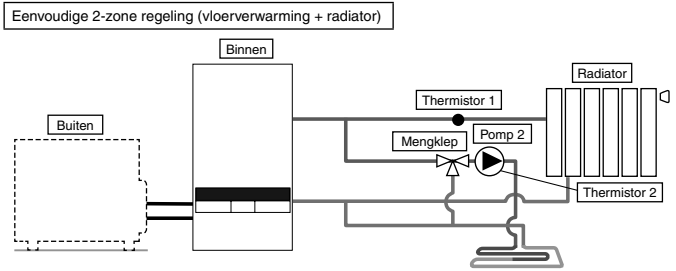 Eenvoudige 2-zone regeling (vloerverwarming + radiator)
Binnen
Radiator
Thermistor 1
Buiten
Mengklep
Pomp 2
Thermistor 2